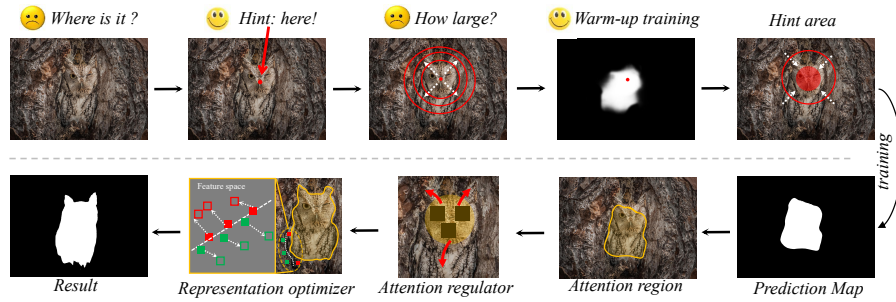 Where is it ?
Hint: here!
How large?
Warm-up training
Hint area
training
Feature space
Result
Representation optimizer
Attention regulator
Attention region
Prediction Map